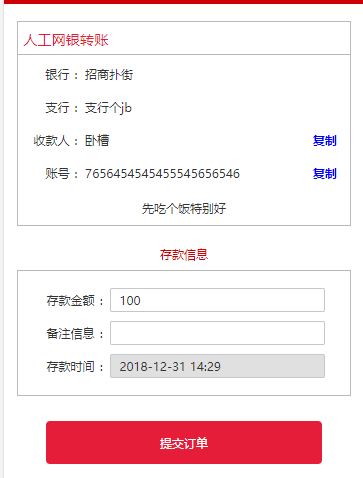 人工网银转账
银行： 招商扑街
支行： 支行个jb
收款人： 卧槽 复制
账号： 7656454545455545656546 复制
先吃个饭特别好
存款信息
存款金额： 100
备注信息：
存款时间： 2018-12-31 14:29
提交订单